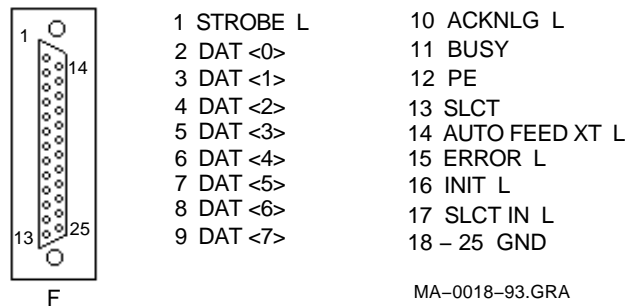 1
14
13
25
F
1 STROBE L
2 DAT <0>
3 DAT <1>
4 DAT <2>
5 DAT <3>
6 DAT <4>
7 DAT <5>
8 DAT <6>
9 DAT <7>
10 ACKNLG L
11 BUSY
12 PE
13 SLCT
14 AUTO FEED XT L
15 ERROR L
16 INIT L
17 SLCT IN L
18 – 25 GND
MA–0018–93.GRA